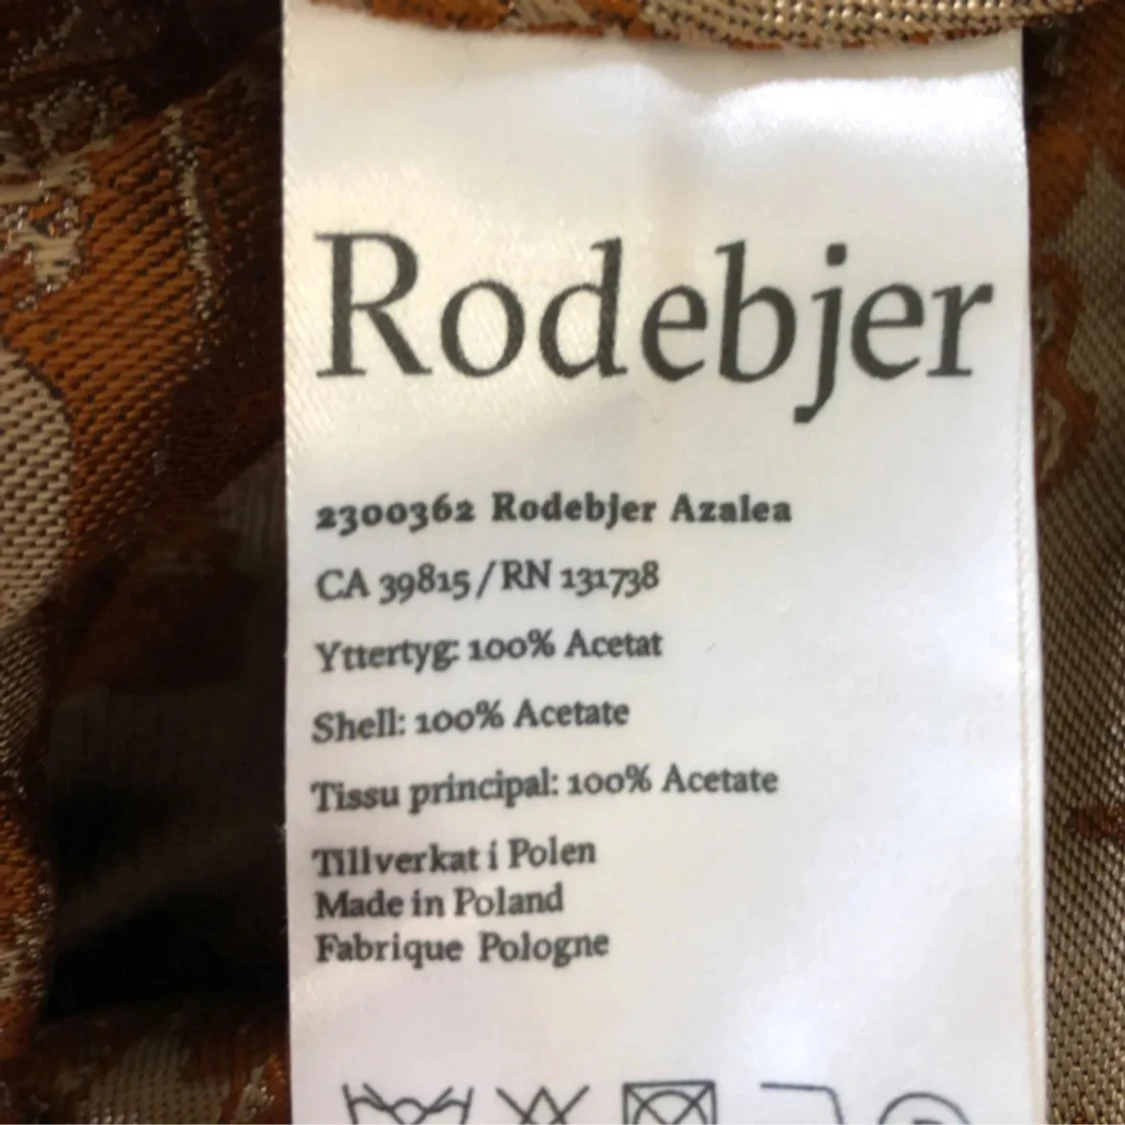 Rodebjer
2300362 Rodebjer Azalea
CA 39815/RN 131738
Yttertyg: 100% Acetat
Shell: 100% Acetate
Tissu principal: 100% Acetate
Tillverkat i Polen
Made in Poland
Fabrique Pologne